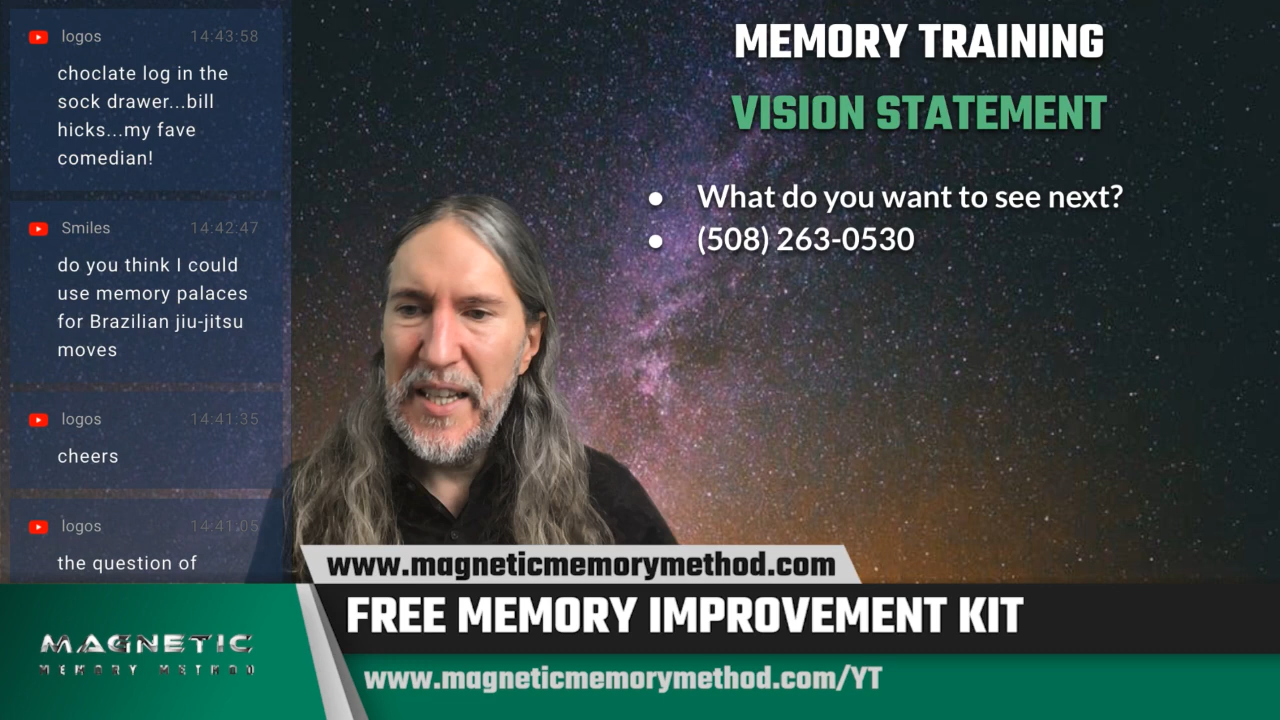 logos 14:43:58
choclate log in the
sock drawer...bill
hicks...my fave
comedian!
Smiles 14:42:47
do you think I could
use memory palaces
for Brazilian jiu-jitsu
moves
logos 14:41:35
cheers
logos 14:41:05
the question of
MEMORY TRAINING
VISION STATEMENT
• What do you want to see next?
• (508) 263-0530
www.magneticmemorymethod.com
FREE MEMORY IMPROVEMENT KIT
www.magneticmemorymethod.com/YT
MAGNETIC
MEMORY METHOD